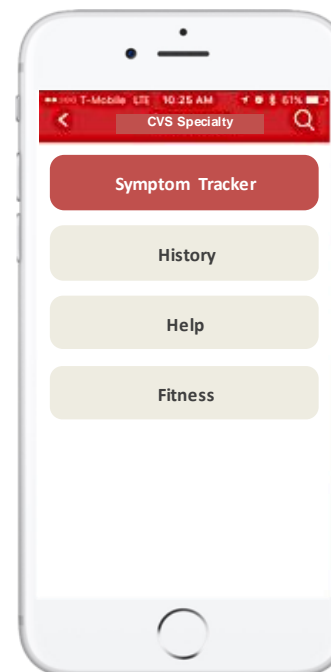 T-Mobile LTE 10:25 AM 61%
CVS Specialty
Symptom Tracker
History
Help
Fitness